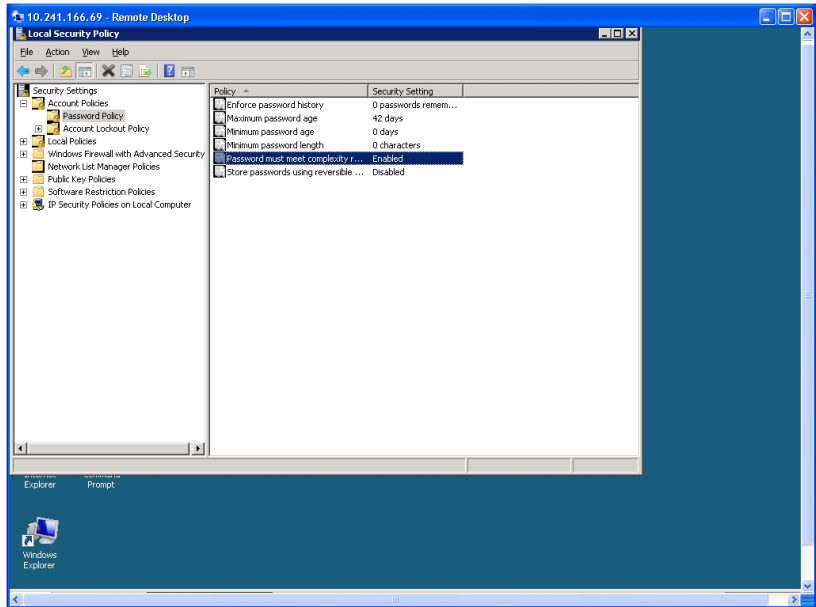 10.241.166.69 - Remote Desktop
Local Security Policy
File Action View Help
Security Settings
Account Policies
Password Policy
Account Lockout Policy
Local Policies
Windows Firewall with Advanced Security
Network List Manager Policies
Public Key Policies
Software Restriction Policies
IP Security Policies on Local Computer
Policy Security Setting
Enforce password history 0 passwords remem...
Maximum password age 42 days
Minimum password age 0 days
Minimum password length 0 characters
Password must meet complexity r... Enabled
Store passwords using reversible ... Disabled
Explorer Prompt
Windows
Explorer